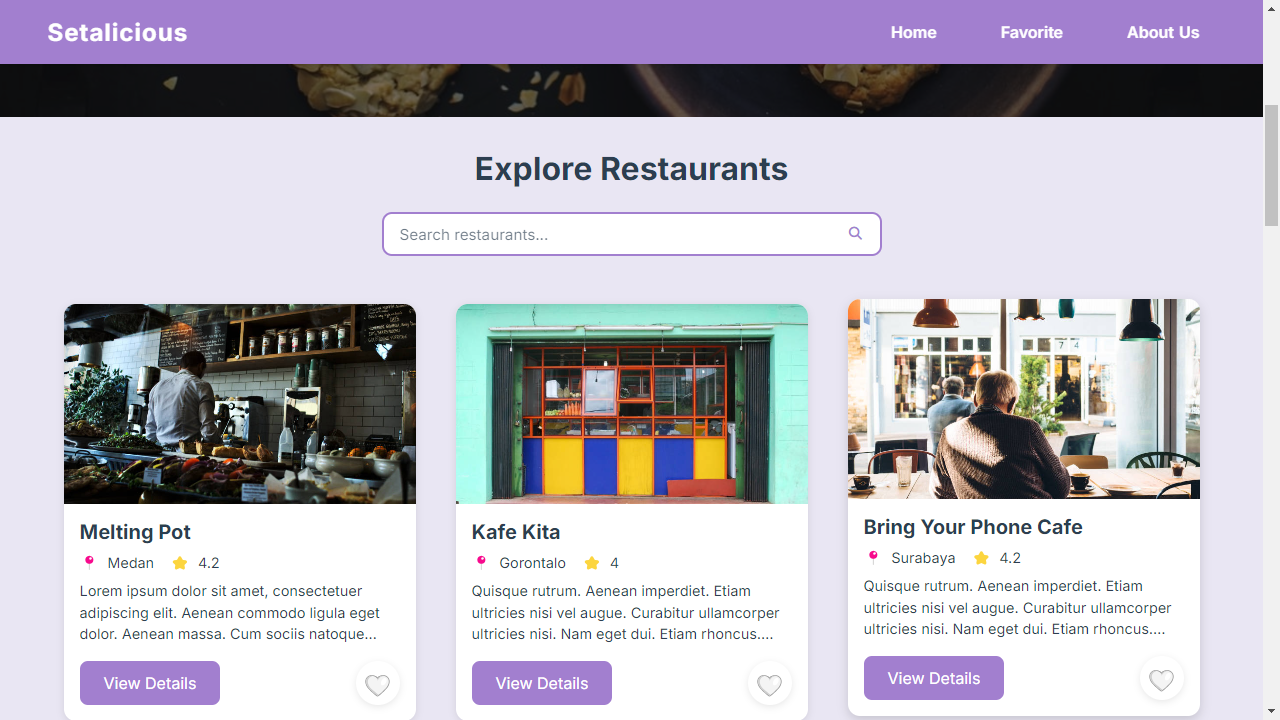 Setalicious
Home
Favorite
About Us
Explore Restaurants
Search restaurants...
Melting Pot
Medan
4.2
Lorem ipsum dolor sit amet, consectetuer
adipiscing elit. Aenean commodo ligula eget
dolor. Aenean massa. Cum sociis natoque...
View Details
Kafe Kita
Gorontalo
4
Quisque rutrum. Aenean imperdiet. Etiam
ultricies nisi vel augue. Curabitur ullamcorper
ultricies nisi. Nam eget dui. Etiam rhoncus....
View Details
Bring Your Phone Cafe
Surabaya
4.2
Quisque rutrum. Aenean imperdiet. Etiam
ultricies nisi vel augue. Curabitur ullamcorper
ultricies nisi. Nam eget dui. Etiam rhoncus....
View Details